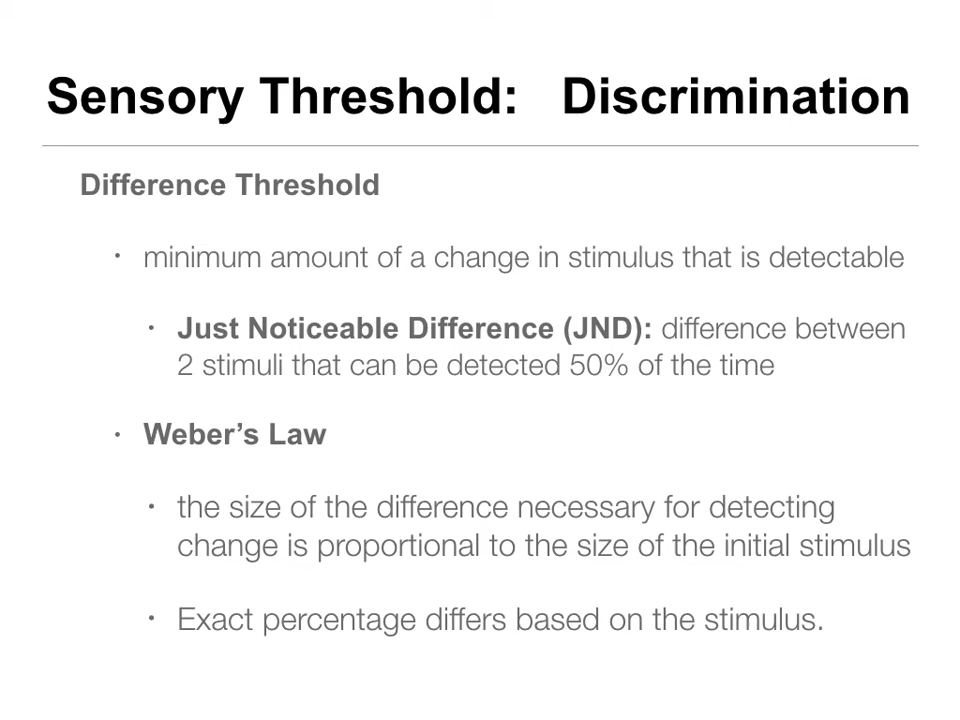 Sensory Threshold: Discrimination
Difference Threshold
• minimum amount of a change in stimulus that is detectable
• Just Noticeable Difference (JND): difference between
2 stimuli that can be detected 50% of the time
• Weber’s Law
• the size of the difference necessary for detecting
change is proportional to the size of the initial stimulus
• Exact percentage differs based on the stimulus.